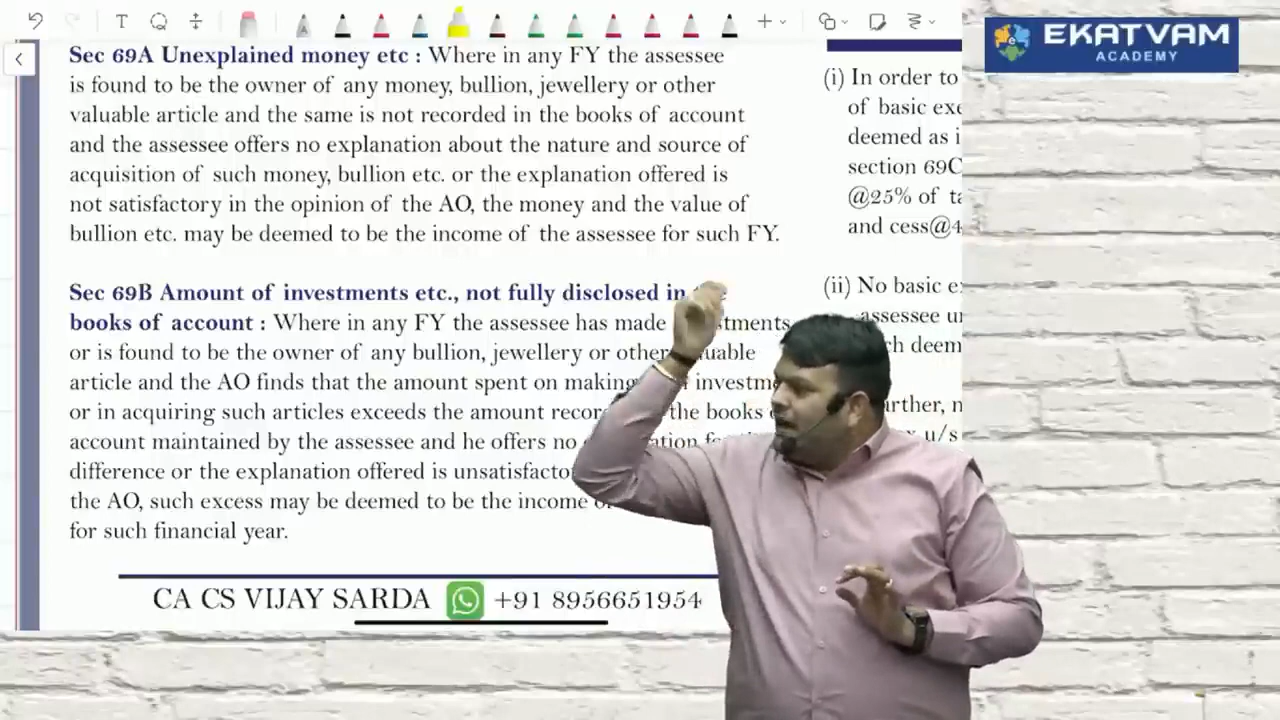 Sec 69A Unexplained money etc : Where in any FY the assessee
is found to be the owner of any money, bullion, jewellery or other
valuable article and the same is not recorded in the books of account
and the assessee offers no explanation about the nature and source of
acquisition of such money, bullion etc. or the explanation offered is
not satisfactory in the opinion of the AO, the money and the value of
bullion etc. may be deemed to be the income of the assessee for such FY.
Sec 69B Amount of investments etc., not fully disclosed in
books of account : Where in any FY the assessee has made
or is found to be the owner of any bullion, jewellery or other
article and the AO finds that the amount spent on making
or in acquiring such articles exceeds the amount the books
account maintained by the assessee and he offers no
difference or the explanation offered is
the AO, such excess may be deemed to be the income
for such financial year.
CA CS VIJAY SARDA +91 8956651954
(i) In order to
of basic
deemed as
section 69C
@25% of
and cess@4
(ii) No basic
assessee
deem
u/s
EKATVAM
ACADEMY
T